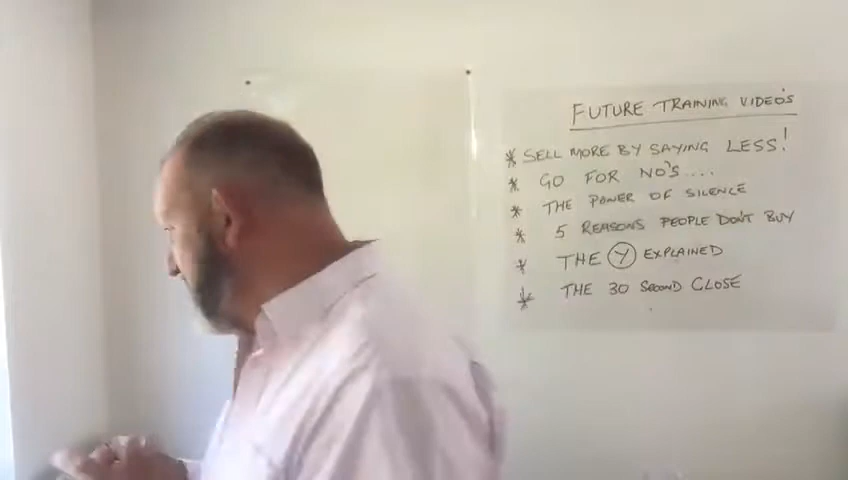 FUTURE TRAINING VIDEO'S
* SELL MORE BY SAYING LESS!
* GO FOR NO'S....
* THE POWER OF SILENCE
* 5 REASONS PEOPLE DON'T BUY
* THE Y EXPLAINED
* THE 30 SECOND CLOSE